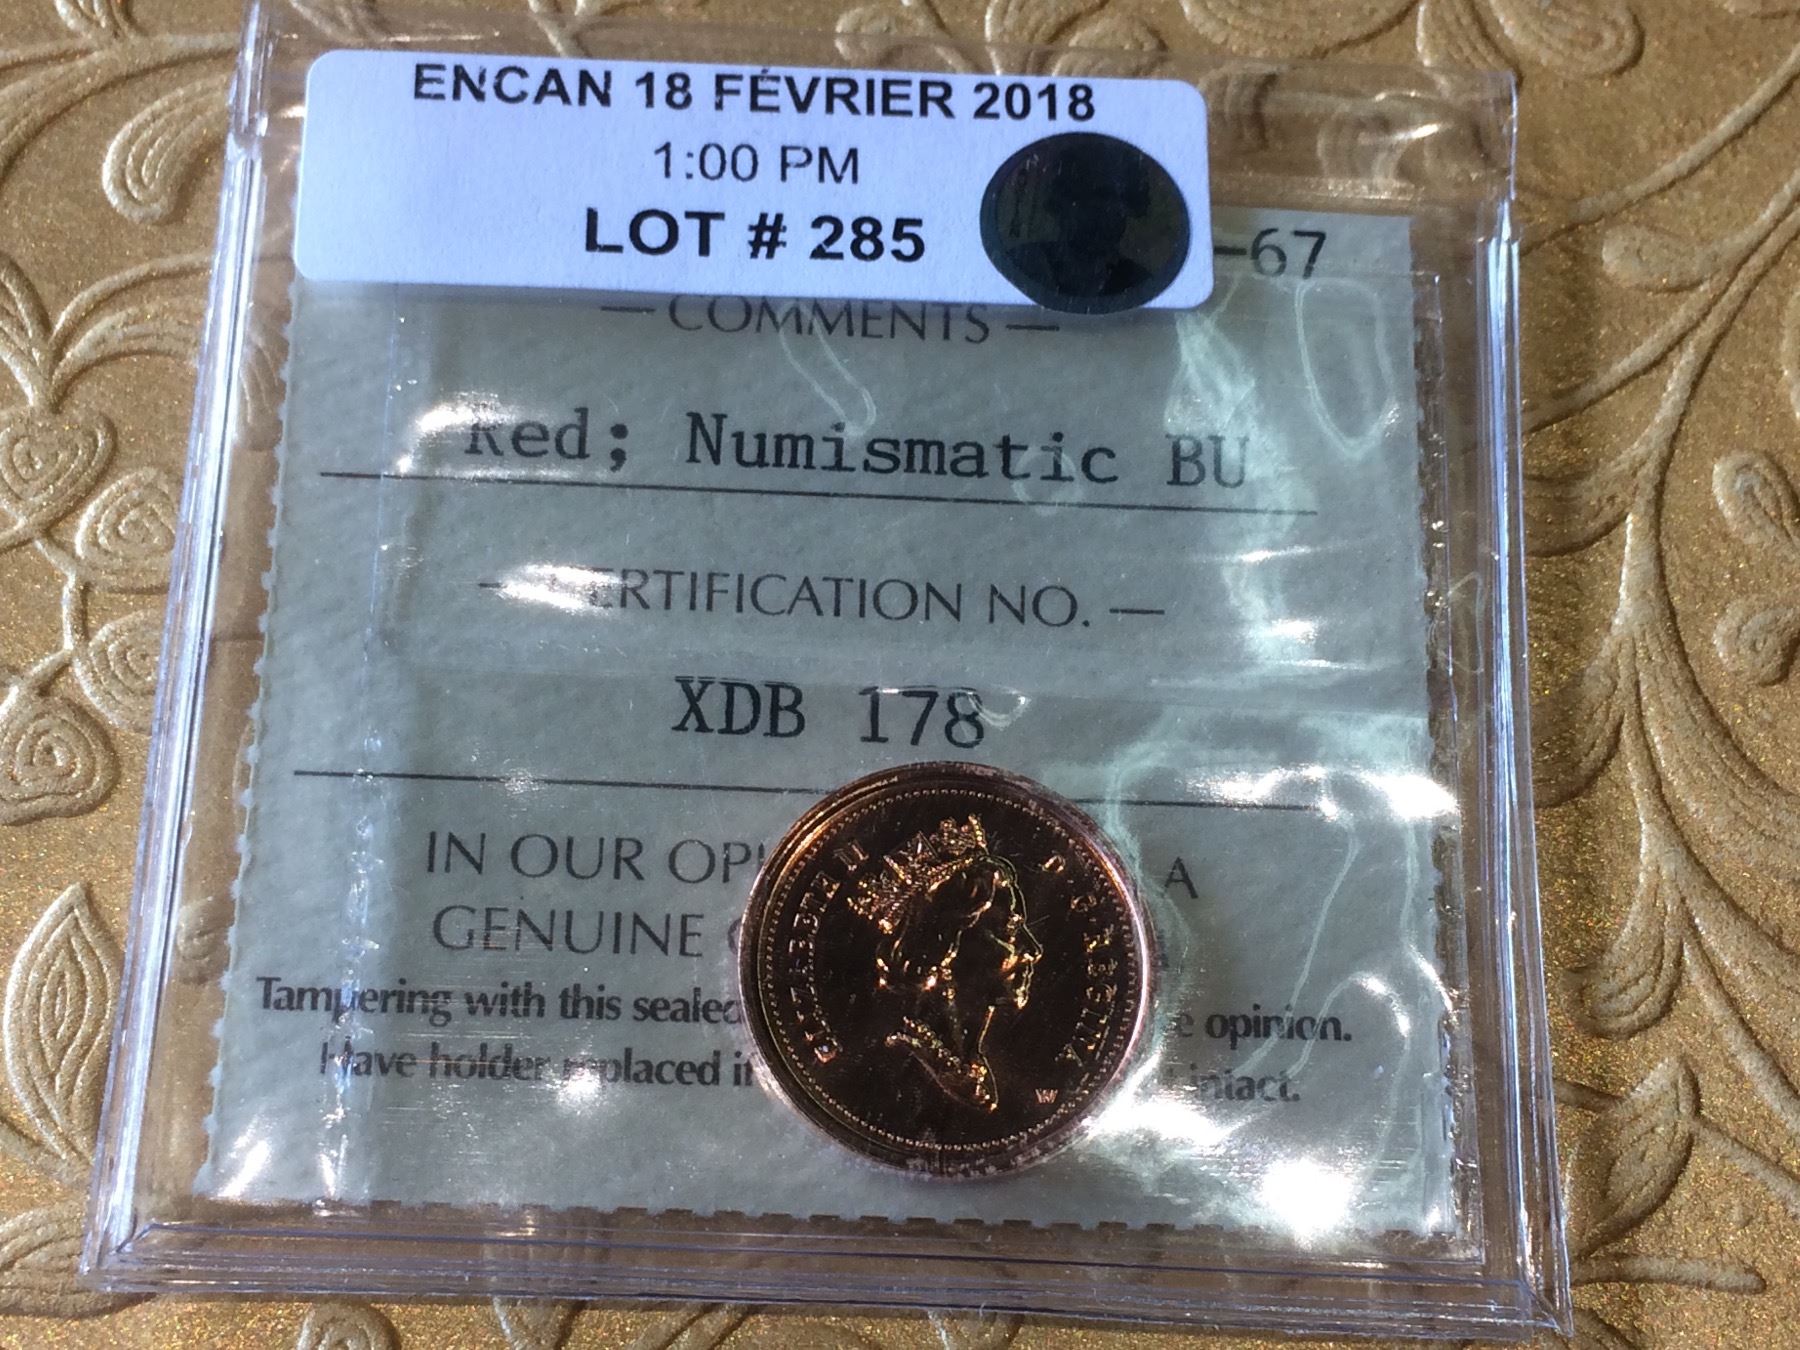 ENCAN 18 FÉVRIER 2018
1:00 PM
LOT # 285
-67
— COMMENTS —
Red; Numismatic BU
CERTIFICATION NO. —
XDB 178
IN OUR A
GENUINE
Tampering with this sealed opinion.
Have holder replaced if intact.
ELIZABETH II D. G. REGINA
W